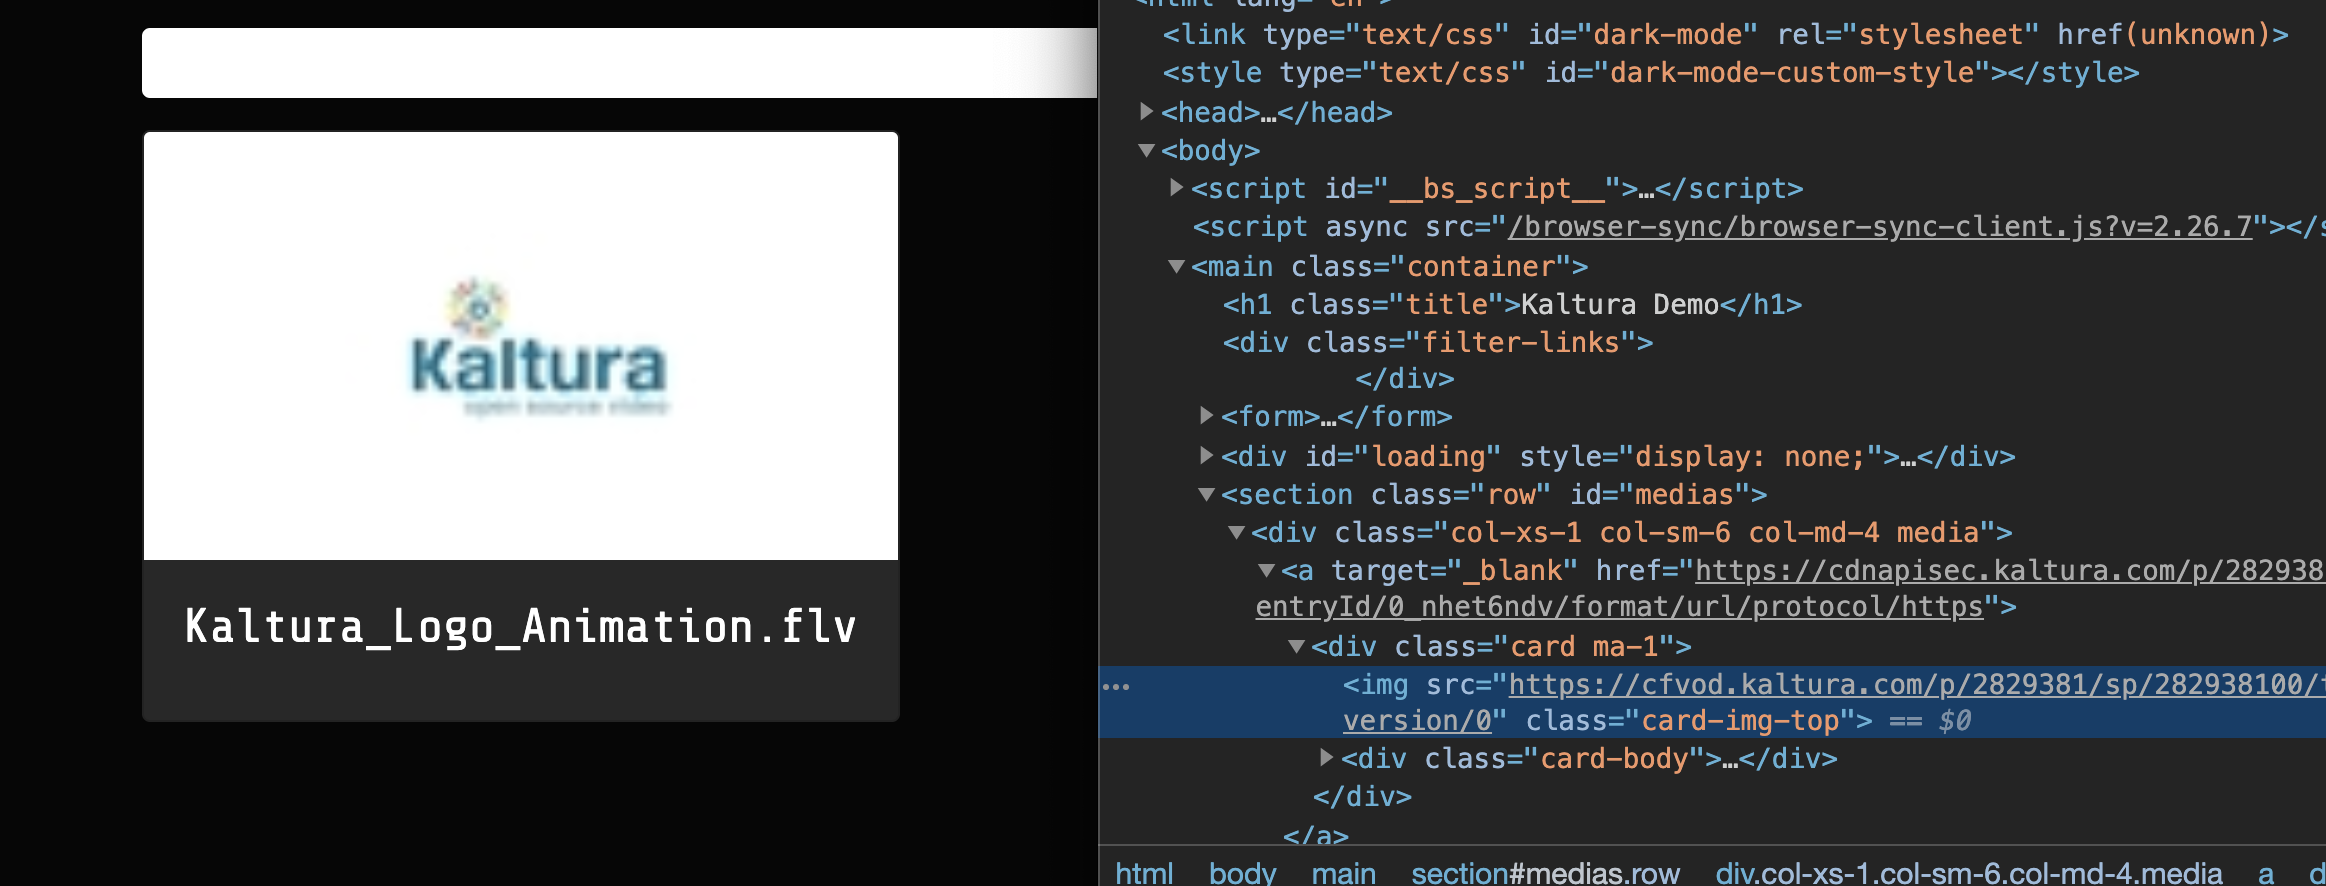 Kaltura
open source video
Kaltura_Logo_Animation.flv
<html lang="en">
<link type="text/css" id="dark-mode" rel="stylesheet" href(unknown)>
<style type="text/css" id="dark-mode-custom-style"></style>
<head>…</head>
<body>
<script id="__bs_script__">…</script>
<script async src="/browser-sync/browser-sync-client.js?v=2.26.7"></s
<main class="container">
<h1 class="title">Kaltura Demo</h1>
<div class="filter-links">
</div>
<form>…</form>
<div id="loading" style="display: none;">…</div>
<section class="row" id="medias">
<div class="col-xs-1 col-sm-6 col-md-4 media">
<a target="_blank" href="https://cdnapisec.kaltura.com/p/282938
entryId/0_nhet6ndv/format/url/protocol/https">
<div class="card ma-1">
<img src="https://cfvod.kaltura.com/p/2829381/sp/282938100/t
version/0" class="card-img-top"> == $0
<div class="card-body">…</div>
</div>
</a>
html body main section#medias.row div.col-xs-1.col-sm-6.col-md-4.media a d